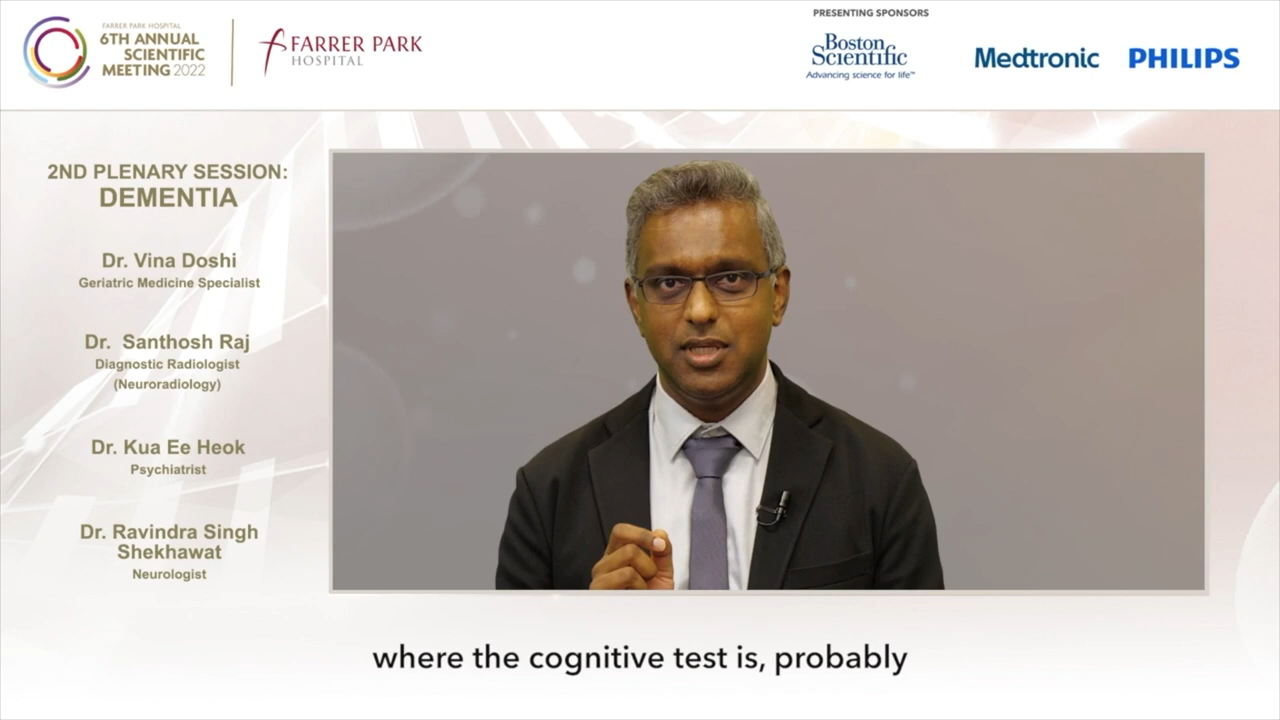 FARRER PARK HOSPITAL
6TH ANNUAL
SCIENTIFIC
MEETING 2022
FARRER PARK
HOSPITAL
PRESENTING SPONSORS
Boston
Scientific
Advancing science for life™
Medtronic
PHILIPS
2ND PLENARY SESSION:
DEMENTIA
Dr. Vina Doshi
Geriatric Medicine Specialist
Dr. Santhosh Raj
Diagnostic Radiologist
(Neuroradiology)
Dr. Kua Ee Heok
Psychiatrist
Dr. Ravindra Singh
Shekhawat
Neurologist
where the cognitive test is, probably